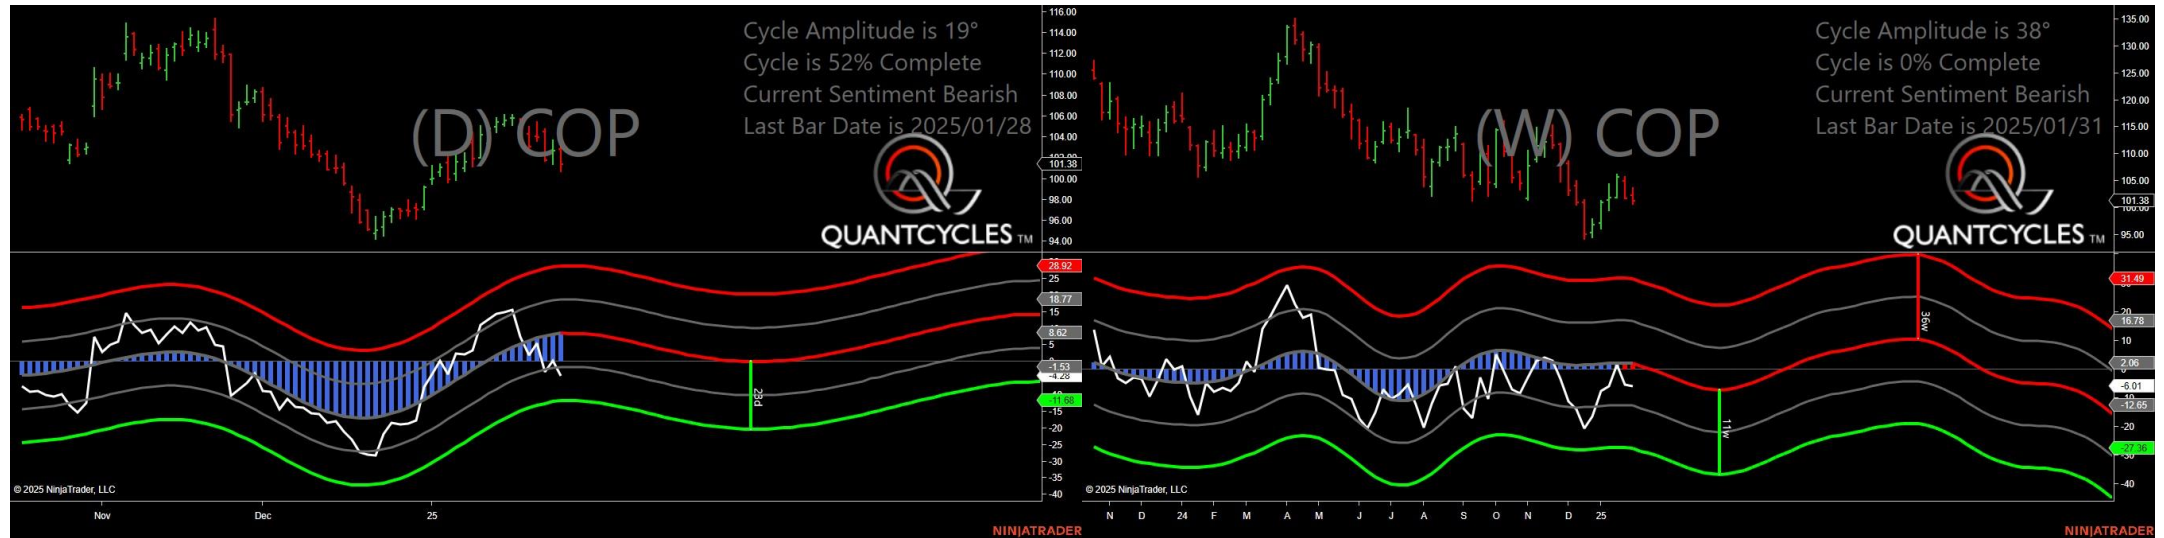 Cycle Amplitude is 19°
Cycle is 52% Complete
Current Sentiment Bearish
Last Bar Date is 2025/01/28
(D) COP
QUANTCYCLES TM
116.00
114.00
112.00
110.00
108.00
106.00
104.00
102.00
101.38
100.00
98.00
96.00
94.00
28.92
25
18.77
15
10
8.62
5
-1.53
-4.28
-11.68
-15
-20
-25
-30
-35
-40
23d
© 2025 NinjaTrader, LLC
Nov
Dec
25
NINJATRADER
Cycle Amplitude is 38°
Cycle is 0% Complete
Current Sentiment Bearish
Last Bar Date is 2025/01/31
(W) COP
QUANTCYCLES TM
135.00
130.00
125.00
120.00
115.00
110.00
105.00
101.38
100.00
95.00
31.49
20
16.78
10
2.06
-6.01
-12.65
-20
-27.36
-40
36w
11w
© 2025 NinjaTrader, LLC
N D 24 F M A M J J A S O N D 25
NINJATRADER